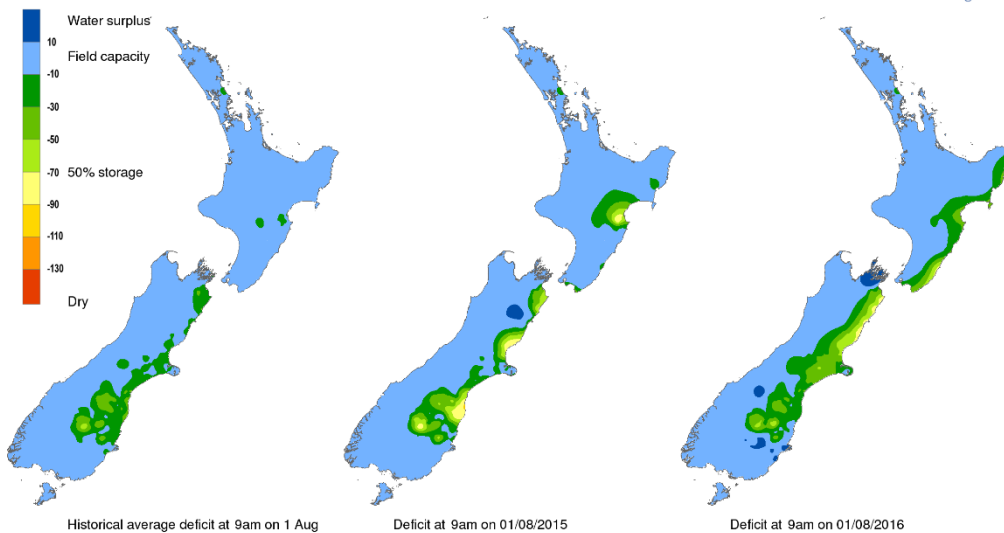 Water surplus
10
Field capacity
-10
-30
-50
50% storage
-70
-90
-110
-130
Dry
Historical average deficit at 9am on 1 Aug
Deficit at 9am on 01/08/2015
Deficit at 9am on 01/08/2016